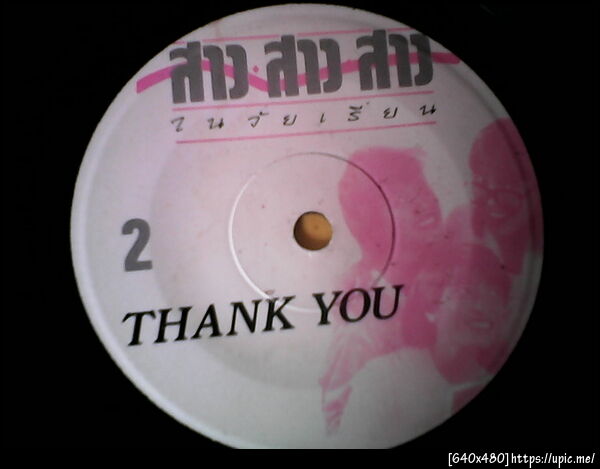 สาว สาว สาว
ในวัยเรียน
2
THANK YOU
[640x480]https://upic.me/